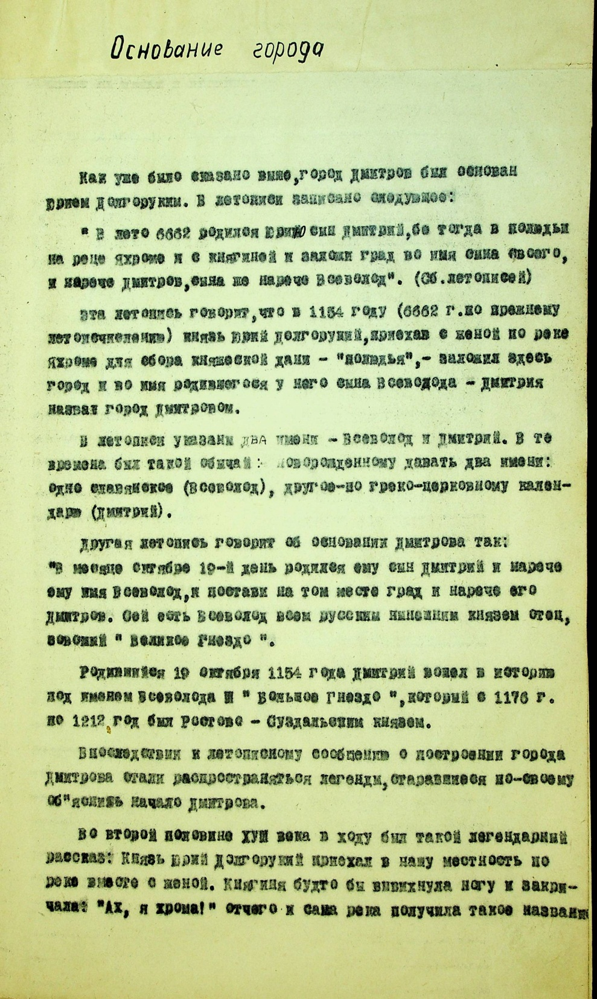 Основание города
Как уже было сказано выше,город Дмитров был основан
Юрием Долгоруким. В летописи записано следующее:
" В лето 6662 родился Юрию сын Дмитрий,бе тогда в полюдьи
на реце Яхроме и с княгиней и заложи град во имя сына своего,
и нарече Дмитров,сына же нарече Всеволод". (Сб.летописей)
Эта летопись говорит,что в 1154 году (6662 г.по прежнему
летоисчислению) князь Юрий Долгорукий,приехав с женой по реке
Яхроме для сбора княжеской дани - "полюдья",- заложил здесь
город и во имя родившегося у него сына Всеволода - Дмитрия
назвал город Дмитровом.
В летописи указаны два имени - Всеволод и Дмитрий. В те
времена был такой обычай: новорожденному давать два имени:
одно славянское (Всеволод), другое-по греко-церковному кален-
дарю (Дмитрий).
Другая летопись говорит об основании Дмитрова так:
"В месяце октябре 19-й день родился ему сын Дмитрий и нарече
ему имя Всеволод,и постави на том месте град и нарече его
Дмитров. Сей есть Всеволод всем русским нынешним князем отец,
зовомый " Великое Гнездо ".
Родившийся 19 октября 1154 года Дмитрий вошел в историю
под именем Всеволода Ш " Большое Гнездо ",который с 1176 г.
по 1212 год был Ростово - Суздальским князем.
Впоследствии к летописному сообщению о построении города
Дмитрова стали распространяться легенды,старавшиеся по-своему
об"яснить начало Дмитрова.
Во второй половине ХУШ века в ходу был такой легендарный
рассказ: Князь Юрий Долгорукий приехал в нашу местность по
реке вместе с женой. Княгиня будто бы вывихнула ногу и закри-
чала: "Ах, я хрома!" отчего и сама река получила такое название